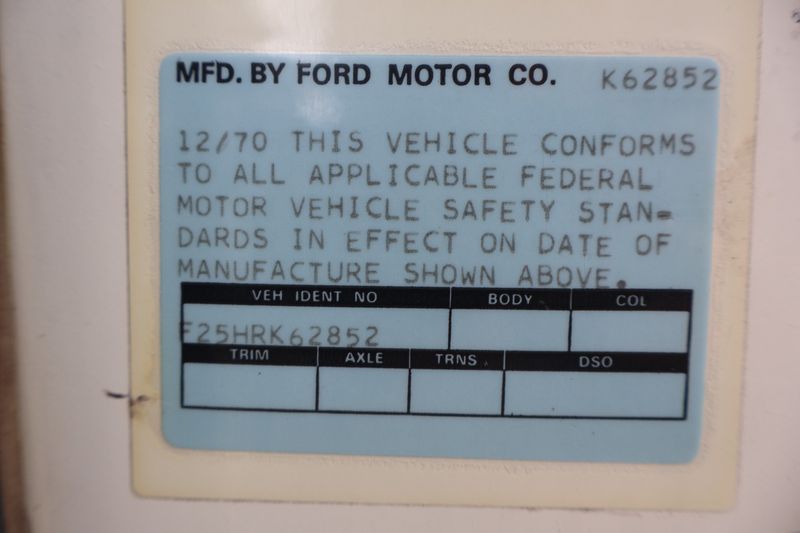 MFD. BY FORD MOTOR CO. K62852
12/70 THIS VEHICLE CONFORMS
TO ALL APPLICABLE FEDERAL
MOTOR VEHICLE SAFETY STAN=
DARDS IN EFFECT ON DATE OF
MANUFACTURE SHOWN ABOVE.
VEH IDENT NO BODY COL
F25HRK62852
TRIM AXLE TRNS. DSO